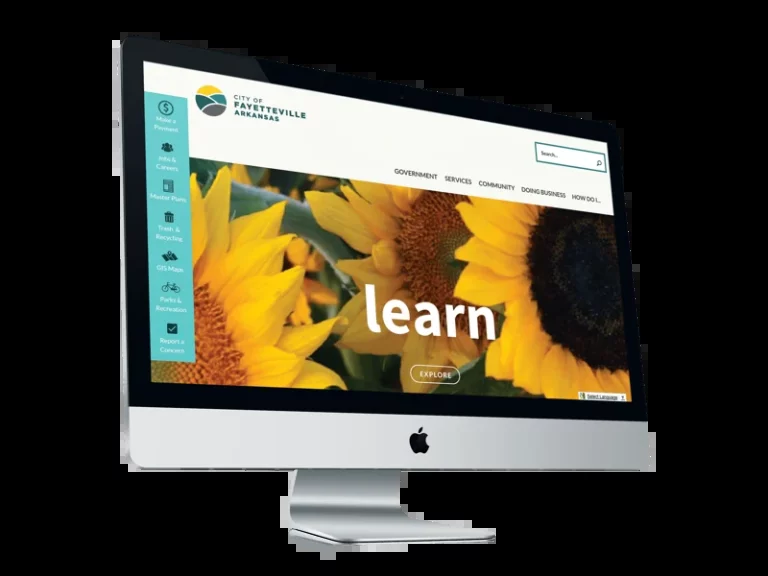 CITY OF
FAYETTEVILLE
ARKANSAS
Search...
GOVERNMENT SERVICES COMMUNITY DOING BUSINESS HOW DO I...
$
Make a
Payment
Jobs &
Careers
Master Plans
Trash &
Recycling
GIS Maps
Parks &
Recreation
Report a
Concern
learn
EXPLORE
Select Language